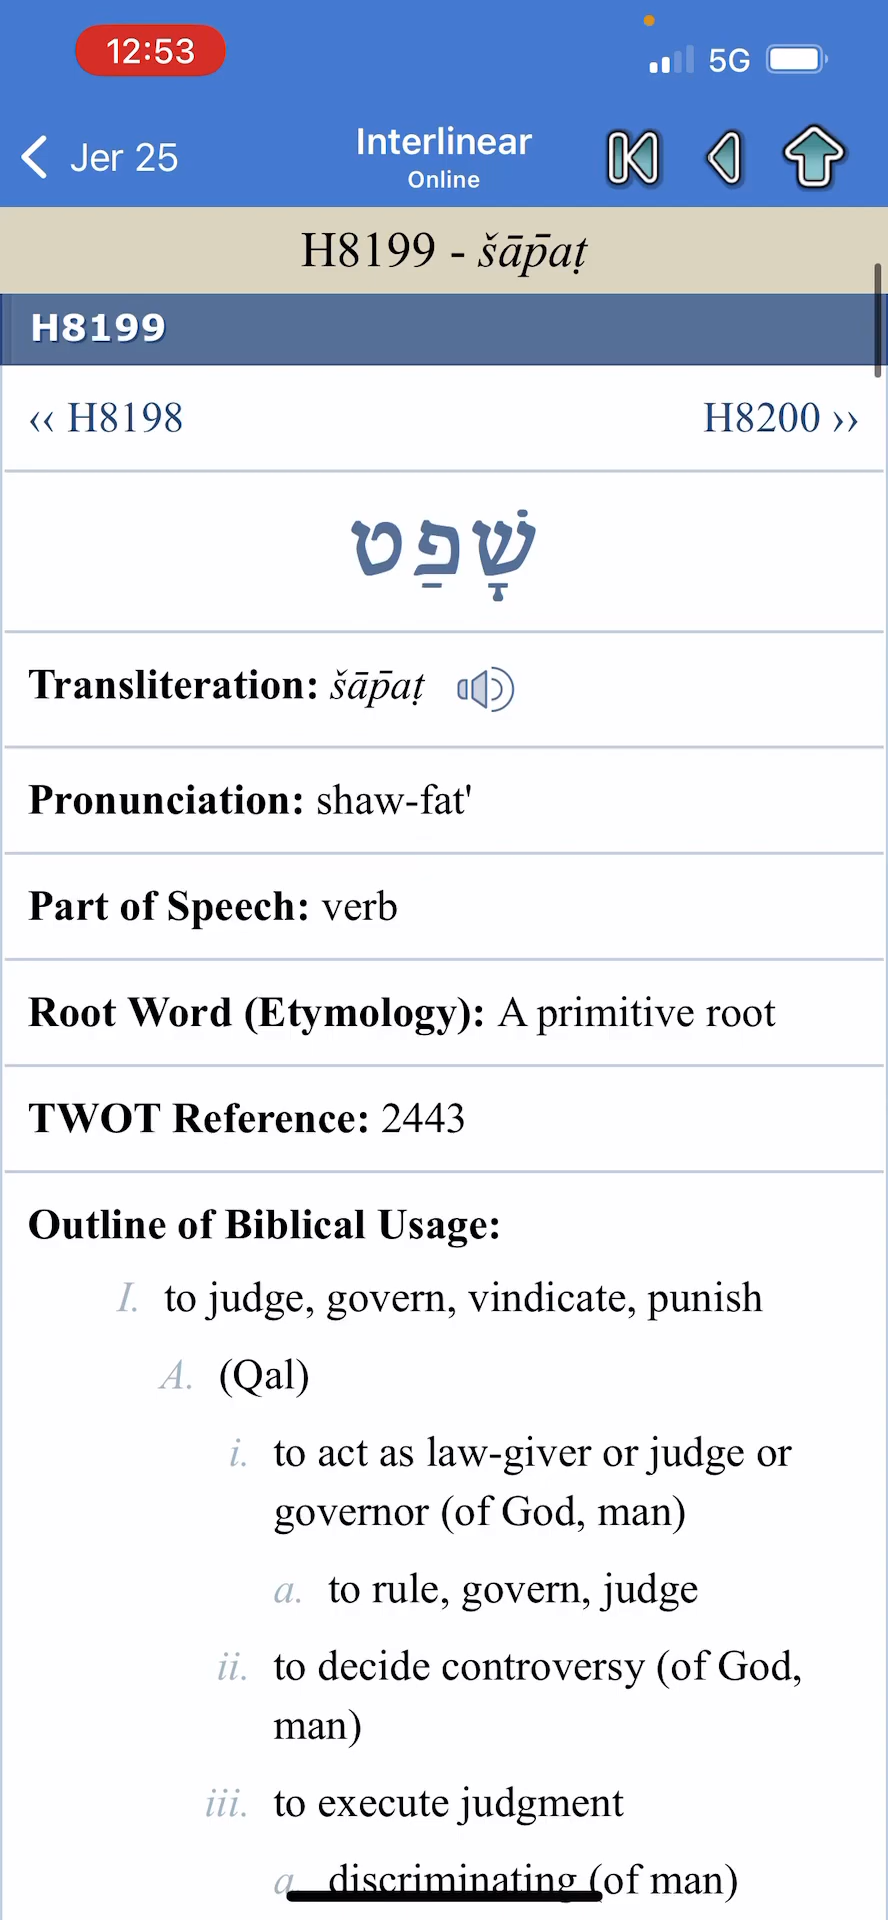 12:53
5G
Jer 25
Interlinear
Online
H8199 - šāp̄aṭ
H8199
‹‹ H8198
H8200 ››
שָׁפַט
Transliteration: šāp̄aṭ
Pronunciation: shaw-fat'
Part of Speech: verb
Root Word (Etymology): A primitive root
TWOT Reference: 2443
Outline of Biblical Usage:
I. to judge, govern, vindicate, punish
A. (Qal)
i. to act as law-giver or judge or
governor (of God, man)
a. to rule, govern, judge
ii. to decide controversy (of God,
man)
iii. to execute judgment
a. discriminating (of man)